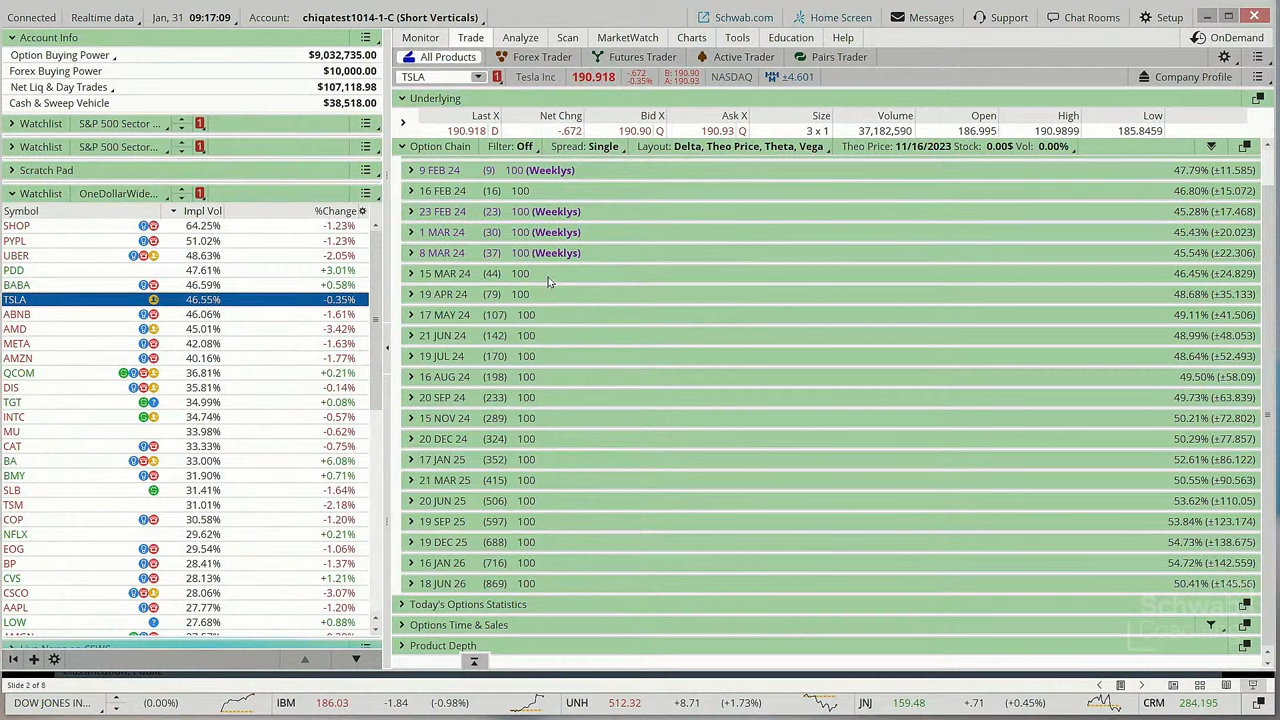 Connected Realtime data Jan, 31 09:17:09 Account: chiqatest1014-1-C (Short Verticals) Schwab.com Home Screen Messages Support Chat Rooms Setup
Account Info
Option Buying Power $9,032,735.00
Forex Buying Power $10,000.00
Net Liq & Day Trades $107,118.98
Cash & Sweep Vehicle $38,518.00
Watchlist S&P 500 Sector ... 1
Watchlist S&P 500 Sector ... 1
Scratch Pad
Watchlist OneDollarWide... 1
Symbol Impl Vol %Change
SHOP 64.25% -1.23%
PYPL 51.02% -1.23%
UBER 48.63% -2.05%
PDD 47.61% +3.01%
BABA 46.59% +0.58%
TSLA 46.55% -0.35%
ABNB 46.06% -1.61%
AMD 45.01% -3.42%
META 42.08% -1.63%
AMZN 40.16% -1.77%
QCOM 36.81% +0.21%
DIS 35.81% -0.14%
TGT 34.99% +0.08%
INTC 34.74% -0.57%
MU 33.98% -0.62%
CAT 33.33% -0.75%
BA 33.00% +6.08%
BMY 31.90% +0.71%
SLB 31.41% -1.64%
TSM 31.01% -2.18%
COP 30.58% -1.20%
NFLX 29.62% +0.21%
EOG 29.54% -1.06%
BP 28.41% -1.37%
CVS 28.13% +1.21%
CSCO 28.06% -3.07%
AAPL 27.77% -1.20%
LOW 27.68% +0.88%
Monitor Trade Analyze Scan MarketWatch Charts Tools Education Help OnDemand
All Products Forex Trader Futures Trader Active Trader Pairs Trader
TSLA 1 Tesla Inc 190.918 -.672 -0.35% B: 190.90 A: 190.93 NASDAQ ±4.601 Company Profile
Underlying
Last X Net Chng Bid X Ask X Size Volume Open High Low
190.918 D -.672 190.90 Q 190.93 Q 3 x 1 37,182,590 186.995 190.9899 185.8459
Option Chain Filter: Off Spread: Single Layout: Delta, Theo Price, Theta, Vega Theo Price: 11/16/2023 Stock: 0.00$ Vol: 0.00%
9 FEB 24 (9) 100 (Weeklys) 47.79% (±11.585)
16 FEB 24 (16) 100 46.80% (±15.072)
23 FEB 24 (23) 100 (Weeklys) 45.28% (±17.468)
1 MAR 24 (30) 100 (Weeklys) 45.43% (±20.023)
8 MAR 24 (37) 100 (Weeklys) 45.54% (±22.306)
15 MAR 24 (44) 100 46.45% (±24.829)
19 APR 24 (79) 100 48.68% (±35.133)
17 MAY 24 (107) 100 49.11% (±41.506)
21 JUN 24 (142) 100 48.99% (±48.053)
19 JUL 24 (170) 100 48.64% (±52.493)
16 AUG 24 (198) 100 49.50% (±58.09)
20 SEP 24 (233) 100 49.73% (±63.839)
15 NOV 24 (289) 100 50.21% (±72.802)
20 DEC 24 (324) 100 50.29% (±77.857)
17 JAN 25 (352) 100 52.61% (±86.122)
21 MAR 25 (415) 100 50.55% (±90.563)
20 JUN 25 (506) 100 53.62% (±110.05)
19 SEP 25 (597) 100 53.84% (±123.174)
19 DEC 25 (688) 100 54.73% (±138.675)
16 JAN 26 (716) 100 54.72% (±142.559)
18 JUN 26 (869) 100 50.41% (±145.56)
Today's Options Statistics
Options Time & Sales
Product Depth
Slide 2 of 8
DOW JONES IN... (0.00%) IBM 186.03 -1.84 (-0.98%) UNH 512.32 +8.71 (+1.73%) JNJ 159.48 +.71 (+0.45%) CRM 284.195